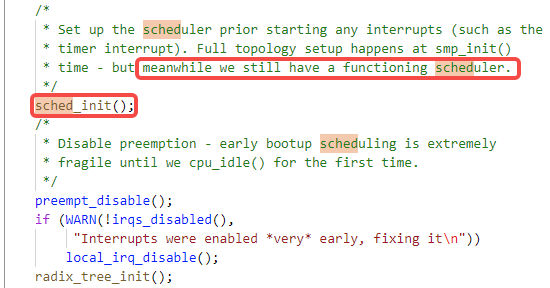 /*
* Set up the scheduler prior starting any interrupts (such as the
* timer interrupt). Full topology setup happens at smp_init()
* time - but meanwhile we still have a functioning scheduler.
*/
sched_init();
/*
* Disable preemption - early bootup scheduling is extremely
* fragile until we cpu_idle() for the first time.
*/
preempt_disable();
if (WARN(!irqs_disabled(),
"Interrupts were enabled *very* early, fixing it\n"))
local_irq_disable();
radix_tree_init();